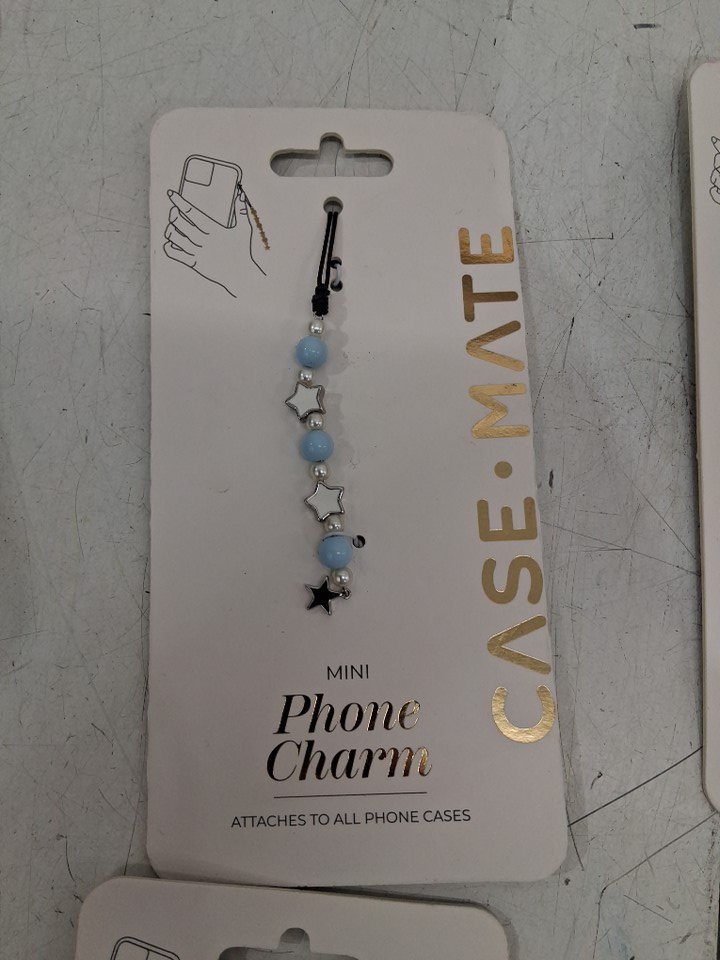 CASE•MATE
MINI
Phone
Charm
ATTACHES TO ALL PHONE CASES